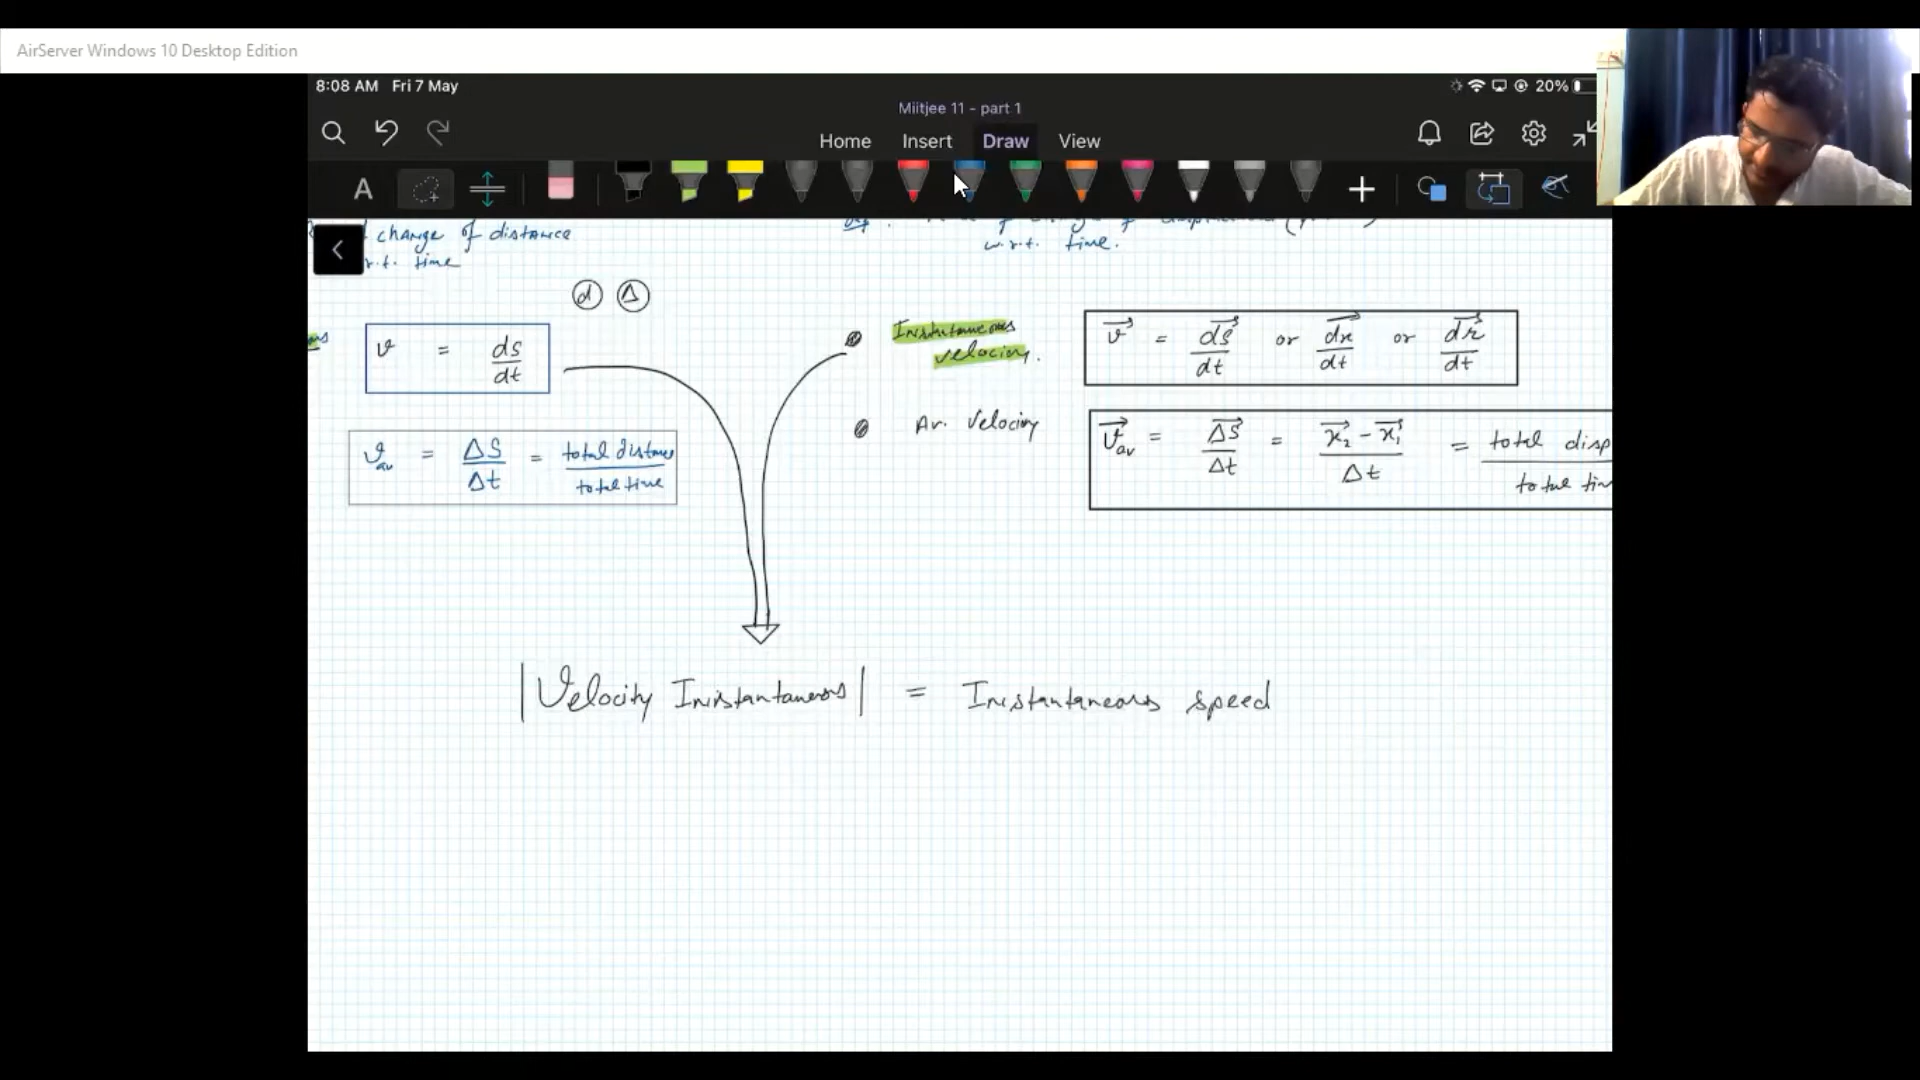 AirServer Windows 10 Desktop Edition
8:08 AM Fri 7 May
20%
Miitjee 11 - part 1
Home Insert Draw View
A
change of distance
r.t. time
w.r.t. time.
d Δ
v = ds/dt
v_av = ΔS/Δt = total distance/total time
Instantaneous
velocity.
v⃗ = ds⃗/dt or dx⃗/dt or dr⃗/dt
Av. Velocity
v⃗_av = ΔS⃗/Δt = x⃗₂ - x⃗₁/Δt = total disp/
|Velocity Instantaneous| = Instantaneous speed